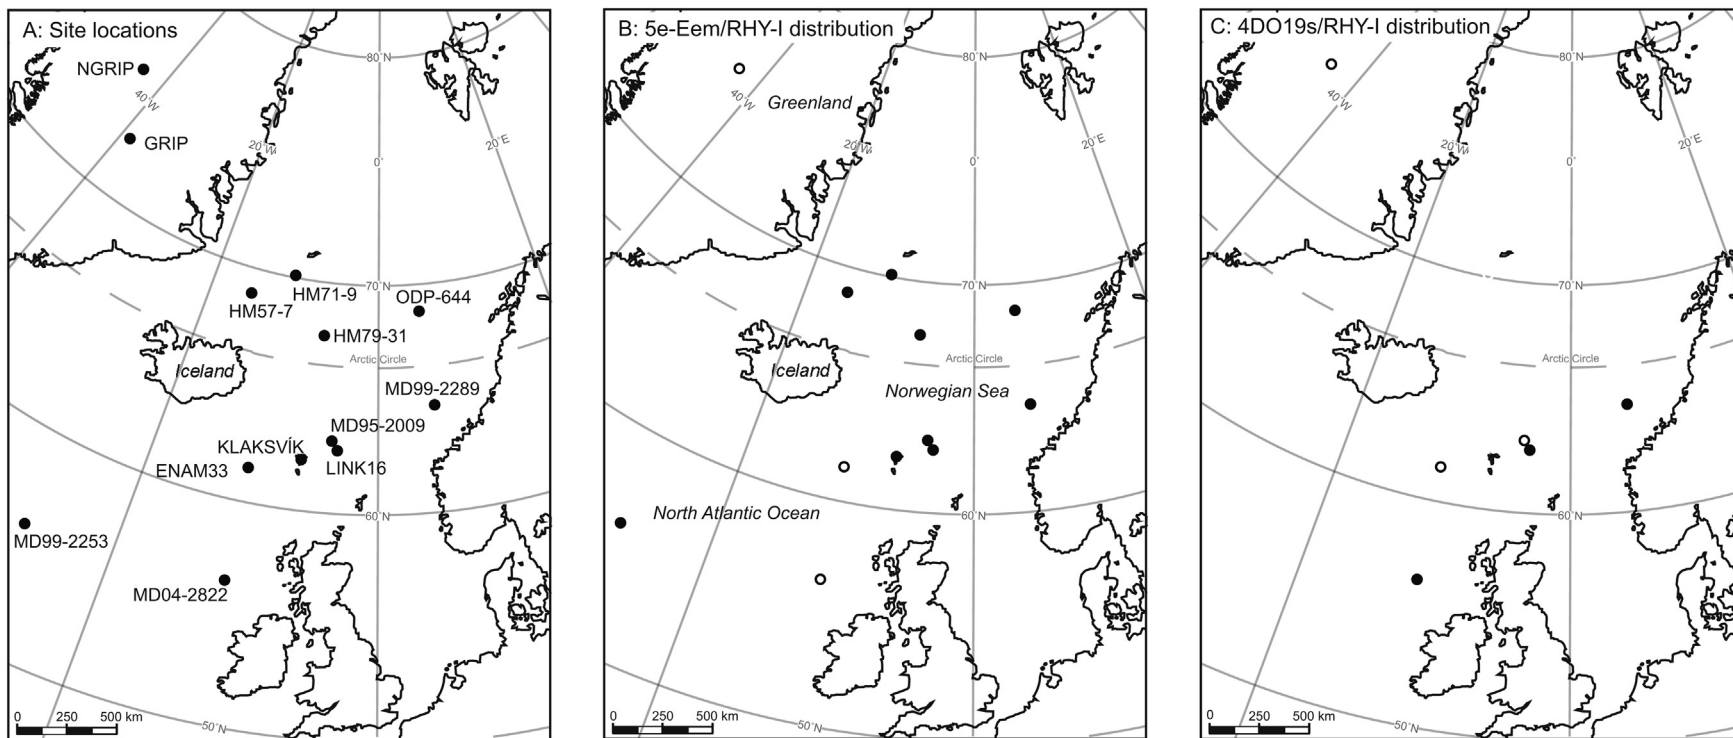 A: Site locations
NGRIP
80°N
40°W
GRIP
20°W
20°E
0°
HM71-9
70°N
ODP-644
HM57-7
HM79-31
Arctic Circle
Iceland
MD99-2289
MD95-2009
KLAKSVÍK
LINK16
ENAM33
60°N
MD99-2253
MD04-2822
50°N
0 250 500 km
B: 5e-Eem/RHY-I distribution
80°N
40°W
Greenland
20°W
20°E
0°
70°N
Arctic Circle
Iceland
Norwegian Sea
North Atlantic Ocean
60°N
50°N
0 250 500 km
C: 4DO19s/RHY-I distribution
80°N
40°W
20°W
20°E
0°
70°N
Arctic Circle
60°N
50°N
0 250 500 km